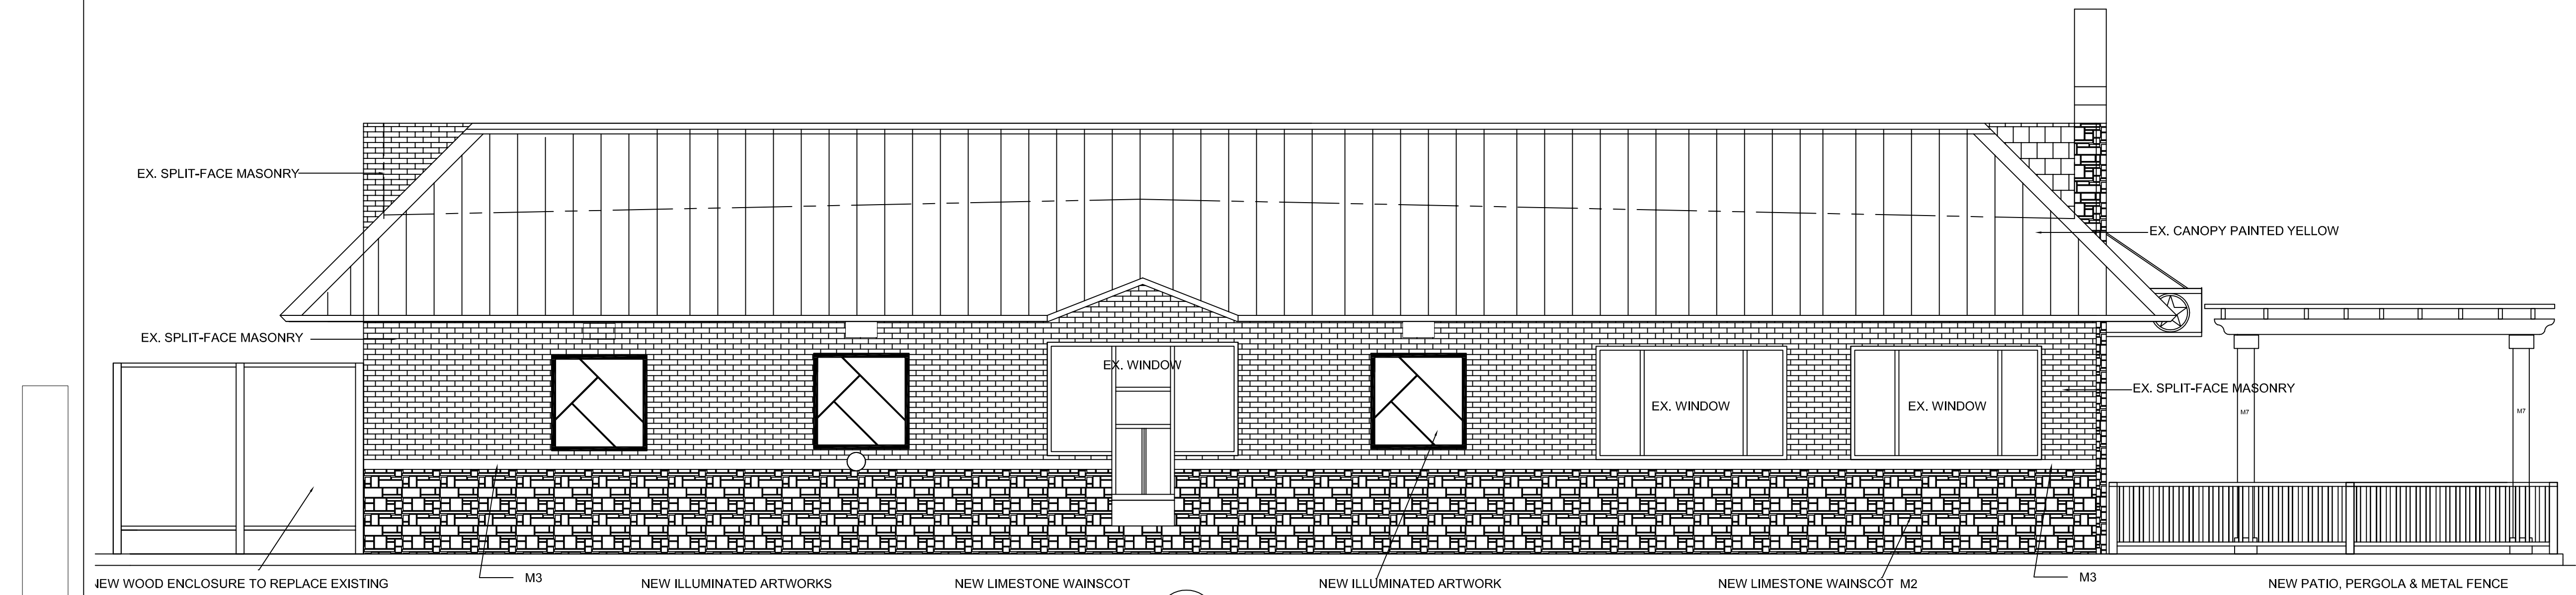 EX. SPLIT-FACE MASONRY
EX. CANOPY PAINTED YELLOW
EX. SPLIT-FACE MASONRY
EX. WINDOW
EX. SPLIT-FACE MASONRY
EX. WINDOW
EX. WINDOW
M7
M7
NEW WOOD ENCLOSURE TO REPLACE EXISTING
M3
NEW ILLUMINATED ARTWORKS
NEW LIMESTONE WAINSCOT
NEW ILLUMINATED ARTWORK
NEW LIMESTONE WAINSCOT M2
M3
NEW PATIO, PERGOLA & METAL FENCE